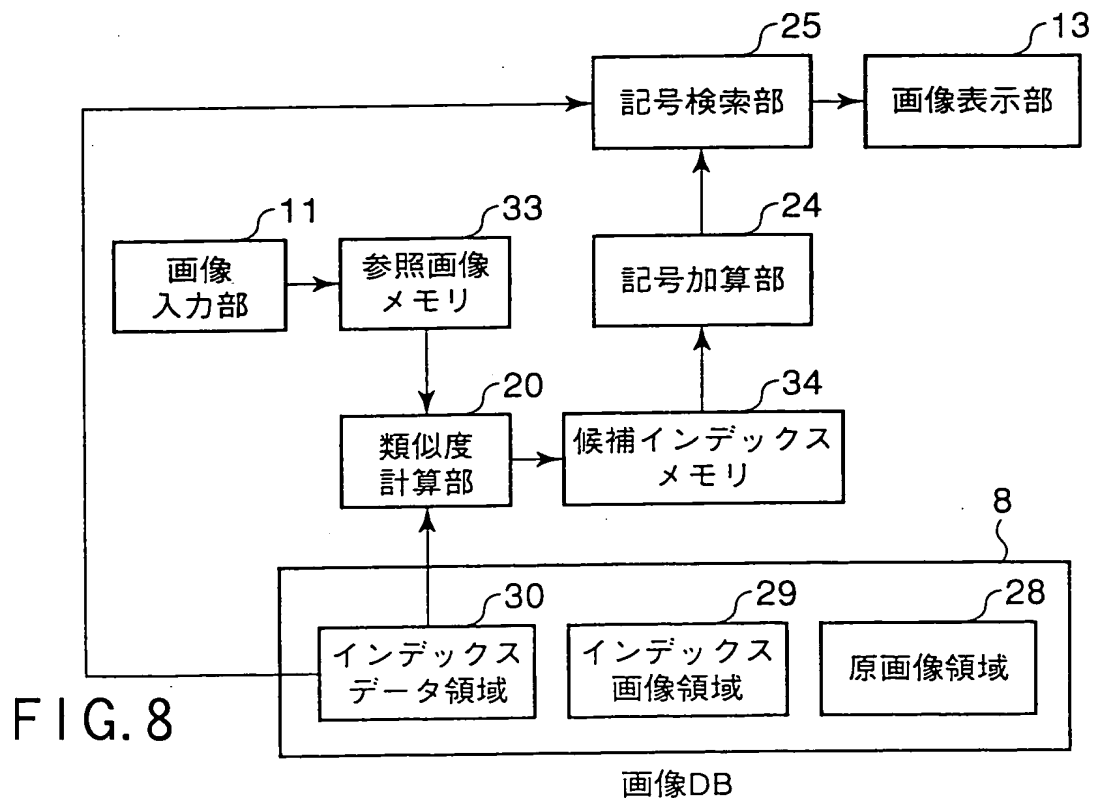 25
13
記号検索部
画像表示部
11
33
24
画像
入力部
参照画像
メモリ
記号加算部
20
34
類似度
計算部
候補インデックス
メモリ
8
30
29
28
インデックス
データ領域
インデックス
画像領域
原画像領域
FIG. 8
画像DB